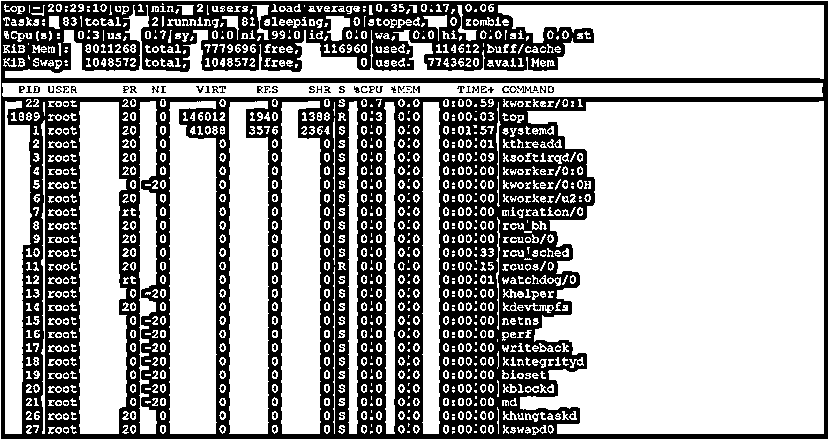 top - 20:29:10 up 1 min, 2 users, load average: 0.35, 0.17, 0.06
Tasks: 83 total, 2 running, 81 sleeping, 0 stopped, 0 zombie
%Cpu(s): 0.3 us, 0.7 sy, 0.0 ni, 99.0 id, 0.0 wa, 0.0 hi, 0.0 si, 0.0 st
KiB Mem : 8011268 total, 7779696 free, 116960 used, 114612 buff/cache
KiB Swap: 1048572 total, 1048572 free, 0 used. 7743620 avail Mem
PID USER PR NI VIRT RES SHR S %CPU %MEM TIME+ COMMAND
22 root 20 0 0 0 0 S 0.7 0.0 0:00.59 kworker/0:1
1889 root 20 0 146012 1940 1388 R 0.3 0.0 0:00.03 top
1 root 20 0 41088 3576 2364 S 0.0 0.0 0:01.57 systemd
2 root 20 0 0 0 0 S 0.0 0.0 0:00.01 kthreadd
3 root 20 0 0 0 0 S 0.0 0.0 0:00.09 ksoftirqd/0
4 root 20 0 0 0 0 S 0.0 0.0 0:00.00 kworker/0:0
5 root 0 -20 0 0 0 S 0.0 0.0 0:00.00 kworker/0:0H
6 root 20 0 0 0 0 S 0.0 0.0 0:00.00 kworker/u2:0
7 root rt 0 0 0 0 S 0.0 0.0 0:00.00 migration/0
8 root 20 0 0 0 0 S 0.0 0.0 0:00.00 rcu_bh
9 root 20 0 0 0 0 S 0.0 0.0 0:00.00 rcuob/0
10 root 20 0 0 0 0 S 0.0 0.0 0:00.33 rcu_sched
11 root 20 0 0 0 0 R 0.0 0.0 0:00.15 rcuos/0
12 root rt 0 0 0 0 S 0.0 0.0 0:00.01 watchdog/0
13 root 0 -20 0 0 0 S 0.0 0.0 0:00.00 khelper
14 root 20 0 0 0 0 S 0.0 0.0 0:00.00 kdevtmpfs
15 root 0 -20 0 0 0 S 0.0 0.0 0:00.00 netns
16 root 0 -20 0 0 0 S 0.0 0.0 0:00.00 perf
17 root 0 -20 0 0 0 S 0.0 0.0 0:00.00 writeback
18 root 0 -20 0 0 0 S 0.0 0.0 0:00.00 kintegrityd
19 root 0 -20 0 0 0 S 0.0 0.0 0:00.00 bioset
20 root 0 -20 0 0 0 S 0.0 0.0 0:00.00 kblockd
21 root 0 -20 0 0 0 S 0.0 0.0 0:00.00 md
26 root 20 0 0 0 0 S 0.0 0.0 0:00.00 khungtaskd
27 root 20 0 0 0 0 S 0.0 0.0 0:00.00 kswapd0